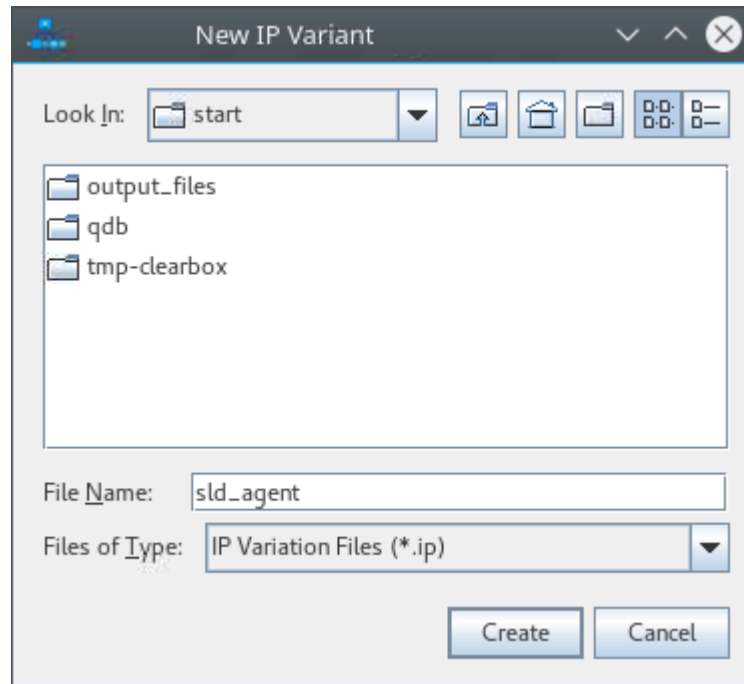 New IP Variant
Look In: start
output_files
qdb
tmp-clearbox
File Name: sld_agent
Files of Type: IP Variation Files (*.ip)
Create Cancel